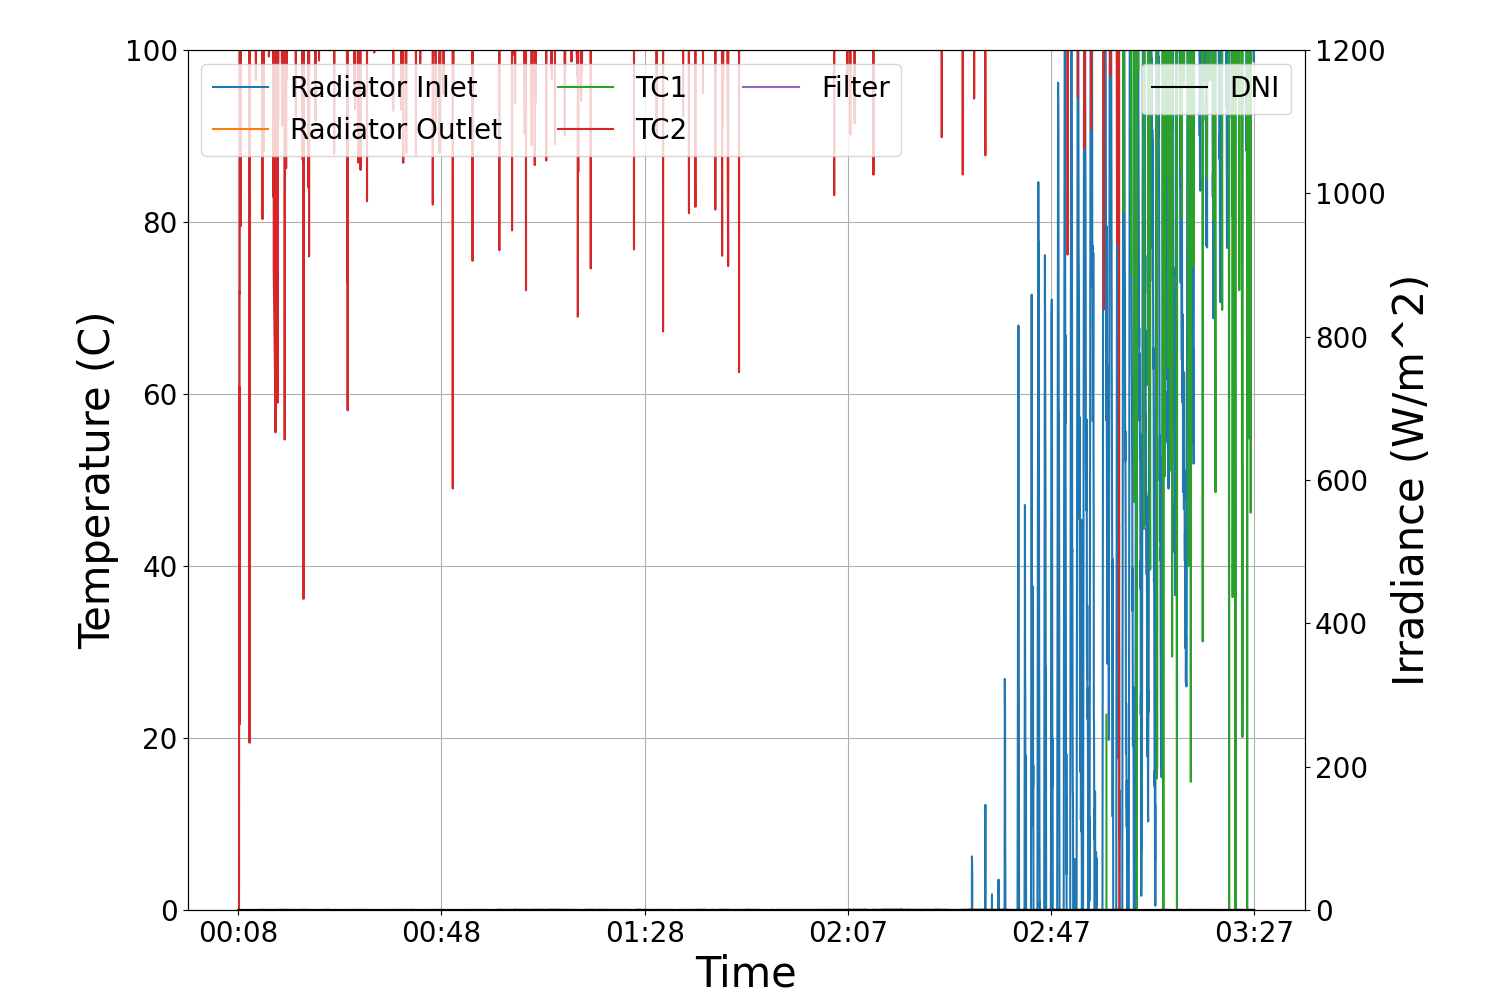 100
80
60
40
20
0
Temperature (C)
Radiator Inlet
Radiator Outlet
TC1
TC2
Filter
DNI
1200
1000
800
600
400
200
0
Irradiance (W/m^2)
00:08
00:48
01:28
02:07
02:47
03:27
Time